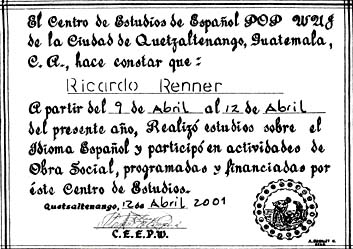 El Centro de Estudios de Español POP WUJ
de la Ciudad de Quetzaltenango, Guatemala,
C. A., hace constar que:
Ricardo Renner
A partir del 9 de Abril al 12 de Abril
del presente año, Realizó estudios sobre el
Idioma Español y participó en actividades de
Obra Social, programadas y financiadas por
éste Centro de Estudios.
Quetzaltenango, 12 de Abril 2001
C.E.E.P.W.